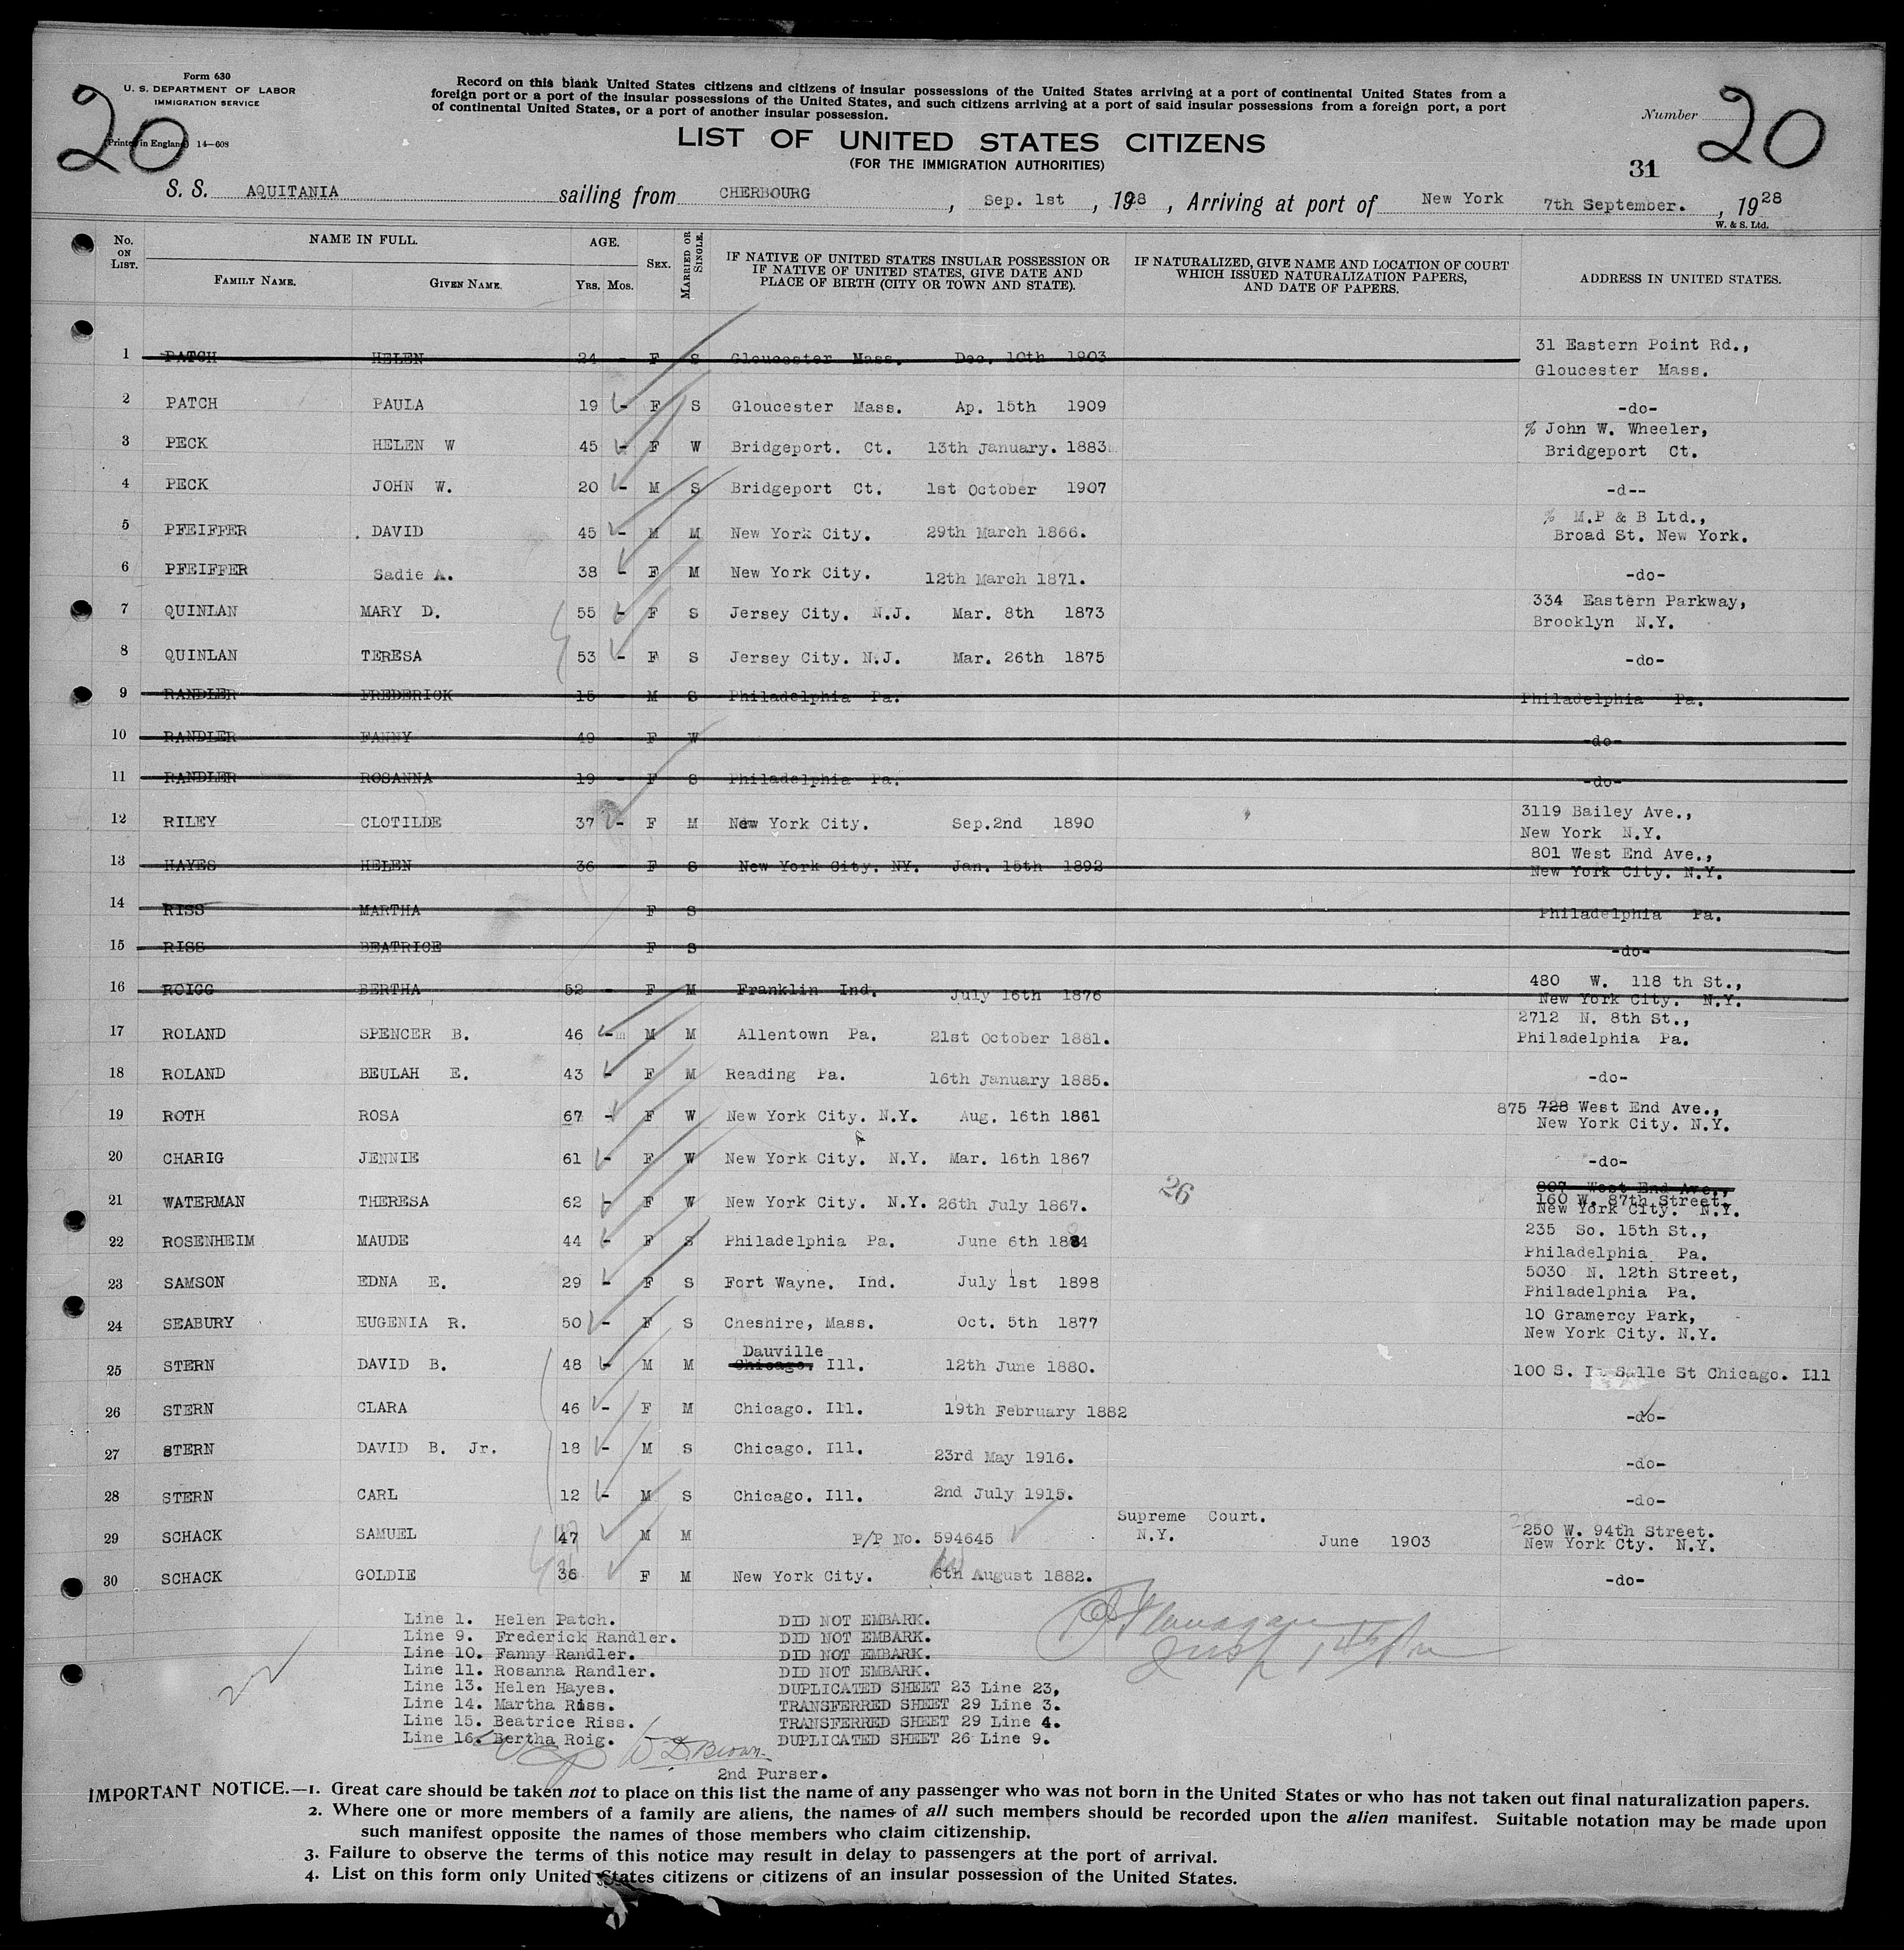 Form 630
U. S. DEPARTMENT OF LABOR
IMMIGRATION SERVICE
20
(Printed in England) 14—608
Record on this blank United States citizens and citizens of insular possessions of the United States arriving at a port of continental United States from a
foreign port or a port of the insular possessions of the United States, and such citizens arriving at a port of said insular possessions from a foreign port, a port
of continental United States, or a port of another insular possession.
LIST OF UNITED STATES CITIZENS
(FOR THE IMMIGRATION AUTHORITIES)
Number 20
31
S. S. AQUITANIA sailing from CHERBOURG, Sep. 1st, 1928, Arriving at port of New York 7th September., 1928
W. & S. Ltd.
No. ON LIST. NAME IN FULL. FAMILY NAME. GIVEN NAME. AGE. YRS. MOS. SEX. MARRIED OR SINGLE. IF NATIVE OF UNITED STATES INSULAR POSSESSION OR IF NATIVE OF UNITED STATES, GIVE DATE AND PLACE OF BIRTH (CITY OR TOWN AND STATE). IF NATURALIZED, GIVE NAME AND LOCATION OF COURT WHICH ISSUED NATURALIZATION PAPERS, AND DATE OF PAPERS. ADDRESS IN UNITED STATES.
1 PATCH HELEN 24 - F S Gloucester Mass. Dec. 10th 1903 31 Eastern Point Rd.,
Gloucester Mass.
2 PATCH PAULA 19 - F S Gloucester Mass. Ap. 15th 1909 -do-
3 PECK HELEN W 45 - F W Bridgeport. Ct. 13th January. 1883 % John W. Wheeler,
Bridgeport Ct.
4 PECK JOHN W. 20 - M S Bridgeport Ct. 1st October 1907 -d--
5 PFEIFFER DAVID 45 - M M New York City. 29th March 1866. % M.P & B Ltd.,
Broad St. New York.
6 PFEIFFER Sadie A. 38 - F M New York City. 12th March 1871. -do-
7 QUINLAN MARY D. 55 - F S Jersey City. N.J. Mar. 8th 1873 334 Eastern Parkway,
Brooklyn N.Y.
8 QUINLAN TERESA 53 - F S Jersey City. N.J. Mar. 26th 1875 -do-
9 RANDLER FREDERICK 15 - M S Philadelphia Pa. Philadelphia Pa.
10 RANDLER FANNY 49 - F W -do-
11 RANDLER ROSANNA 19 - F S Philadelphia Pa. -do-
12 RILEY CLOTILDE 37 - F M New York City. Sep.2nd 1890 3119 Bailey Ave.,
New York N.Y.
13 HAYES HELEN 36 - F S New York City. NY. Jan. 15th 1892 801 West End Ave.,
New York City. N.Y.
14 RISS MARTHA F S Philadelphia Pa.
15 RISS BEATRICE F S -do-
16 ROIGG BERTHA 52 - F M Franklin Ind. July 16th 1876 480 W. 118 th St.,
New York City. N.Y.
17 ROLAND SPENCER B. 46 - M M Allentown Pa. 21st October 1881. 2712 N. 8th St.,
Philadelphia Pa.
18 ROLAND BEULAH E. 43 - F M Reading Pa. 16th January 1885. -do-
19 ROTH ROSA 67 - F W New York City. N.Y. Aug. 16th 1861 875 728 West End Ave.,
New York City. N.Y.
20 CHARIG JENNIE 61 - F W New York City. N.Y. Mar. 16th 1867 -do-
26
807 West End Ave.,
21 WATERMAN THERESA 62 - F W New York City. N.Y. 26th July 1867. 160 W. 87th Street.
New York City. N.Y.
22 ROSENHEIM MAUDE 44 - F S Philadelphia Pa. June 6th 1884 235 So. 15th St.,
Philadelphia Pa.
23 SAMSON EDNA E. 29 - F S Fort Wayne. Ind. July 1st 1898 5030 N. 12th Street,
Philadelphia Pa.
24 SEABURY EUGENIA R. 50 - F S Cheshire, Mass. Oct. 5th 1877 10 Gramercy Park,
New York City. N.Y.
Dauville
25 STERN DAVID B. 48 - M M Chicago. Ill. 12th June 1880. 100 S. La Salle St Chicago. Ill
26 STERN CLARA 46 - F M Chicago. Ill. 19th February 1882 -do-
27 STERN DAVID B. Jr. 18 - M S Chicago. Ill. 23rd May 1916. -do-
28 STERN CARL 12 - M S Chicago. Ill. 2nd July 1915. -do-
29 SCHACK SAMUEL 47 M M P/P No. 594645 Supreme Court.
N.Y. June 1903 250 W. 94th Street.
New York Cty. N.Y.
30 SCHACK GOLDIE 36 F M New York City. 6th August 1882. -do-
Line 1. Helen Patch. DID NOT EMBARK.
Line 9. Frederick Randler. DID NOT EMBARK.
Line 10. Fanny Randler. DID NOT EMBARK.
Line 11. Rosanna Randler. DID NOT EMBARK.
Line 13. Helen Hayes. DUPLICATED SHEET 23 Line 23,
Line 14. Martha Riss. TRANSFERRED SHEET 29 Line 3.
Line 15. Beatrice Riss. TRANSFERRED SHEET 29 Line 4.
Line 16. Bertha Roig. DUPLICATED SHEET 26 Line 9.
W D Brown.
2nd Purser.
IMPORTANT NOTICE.—1. Great care should be taken not to place on this list the name of any passenger who was not born in the United States or who has not taken out final naturalization papers.
2. Where one or more members of a family are aliens, the names of all such members should be recorded upon the alien manifest. Suitable notation may be made upon
such manifest opposite the names of those members who claim citizenship.
3. Failure to observe the terms of this notice may result in delay to passengers at the port of arrival.
4. List on this form only United States citizens or citizens of an insular possession of the United States.